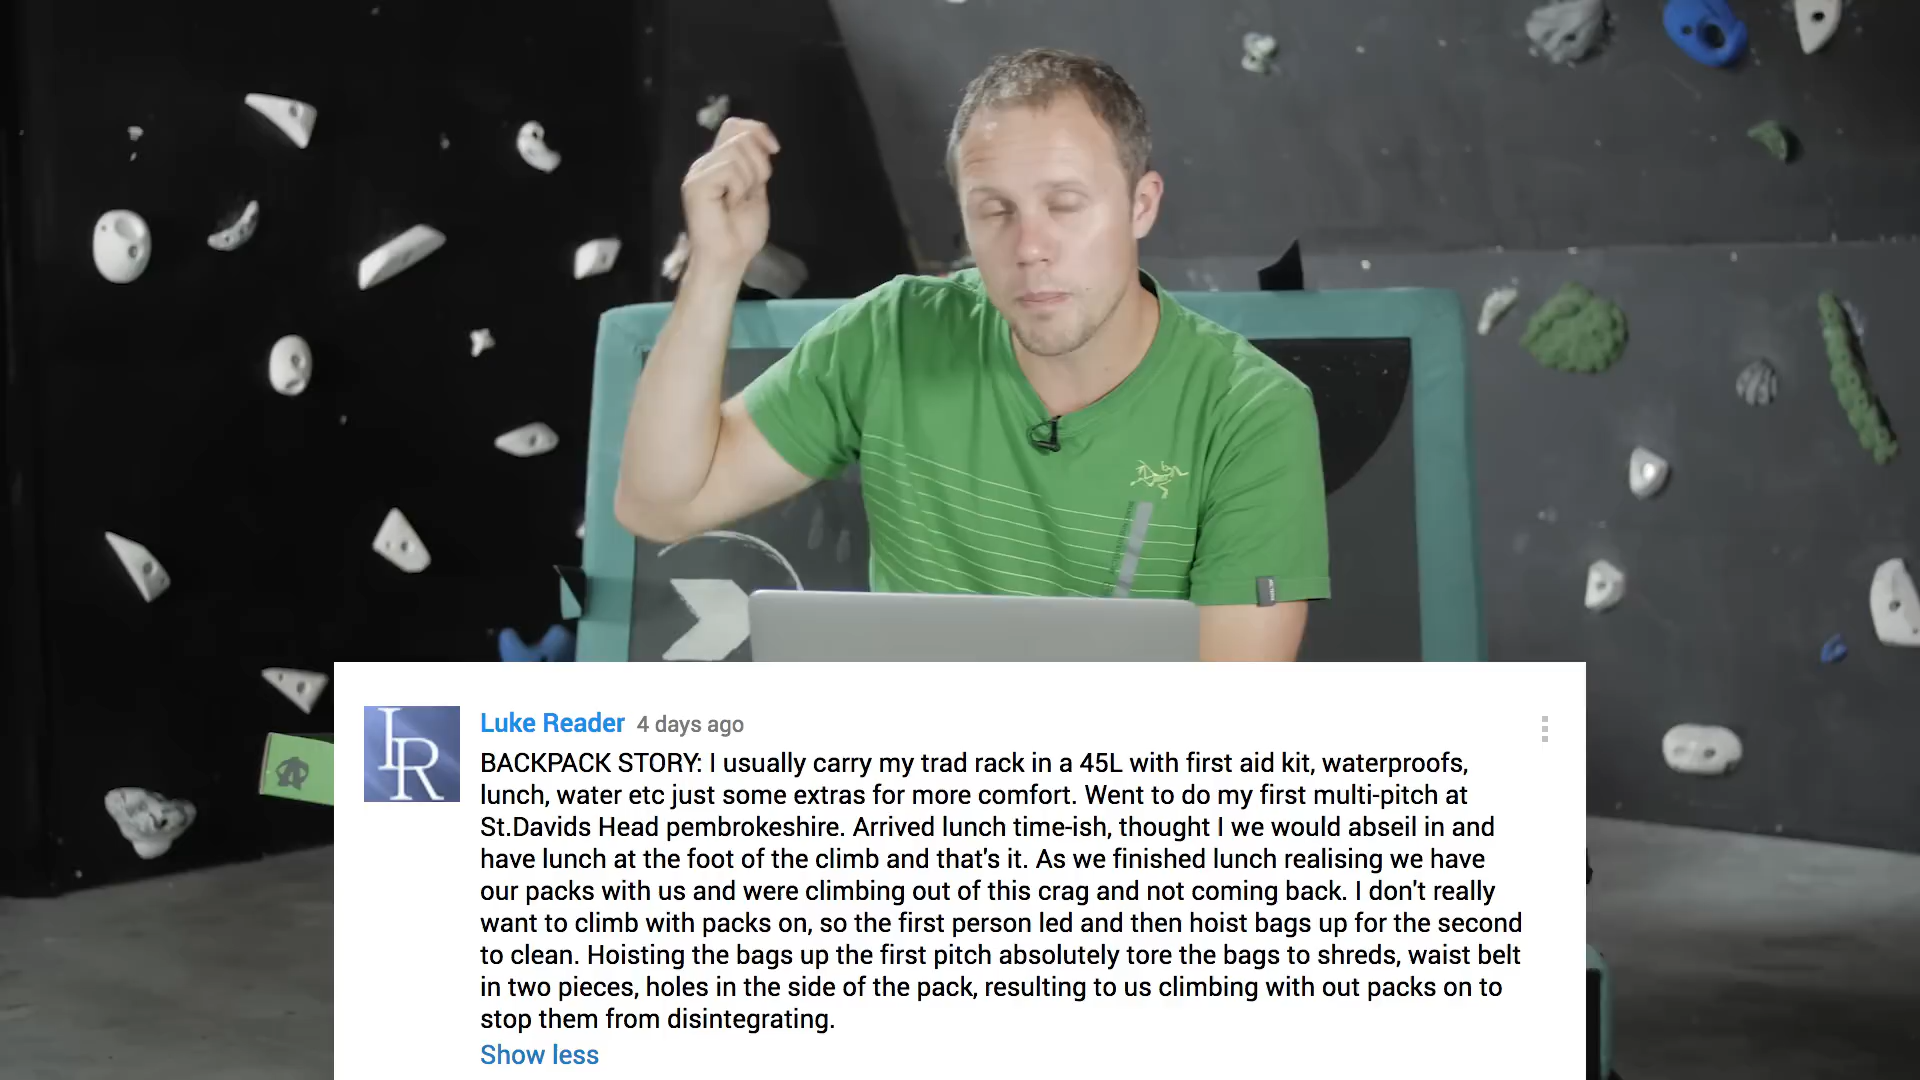 LR
Luke Reader 4 days ago
BACKPACK STORY: I usually carry my trad rack in a 45L with first aid kit, waterproofs,
lunch, water etc just some extras for more comfort. Went to do my first multi-pitch at
St.Davids Head pembrokeshire. Arrived lunch time-ish, thought I we would abseil in and
have lunch at the foot of the climb and that's it. As we finished lunch realising we have
our packs with us and were climbing out of this crag and not coming back. I don't really
want to climb with packs on, so the first person led and then hoist bags up for the second
to clean. Hoisting the bags up the first pitch absolutely tore the bags to shreds, waist belt
in two pieces, holes in the side of the pack, resulting to us climbing with out packs on to
stop them from disintegrating.
Show less